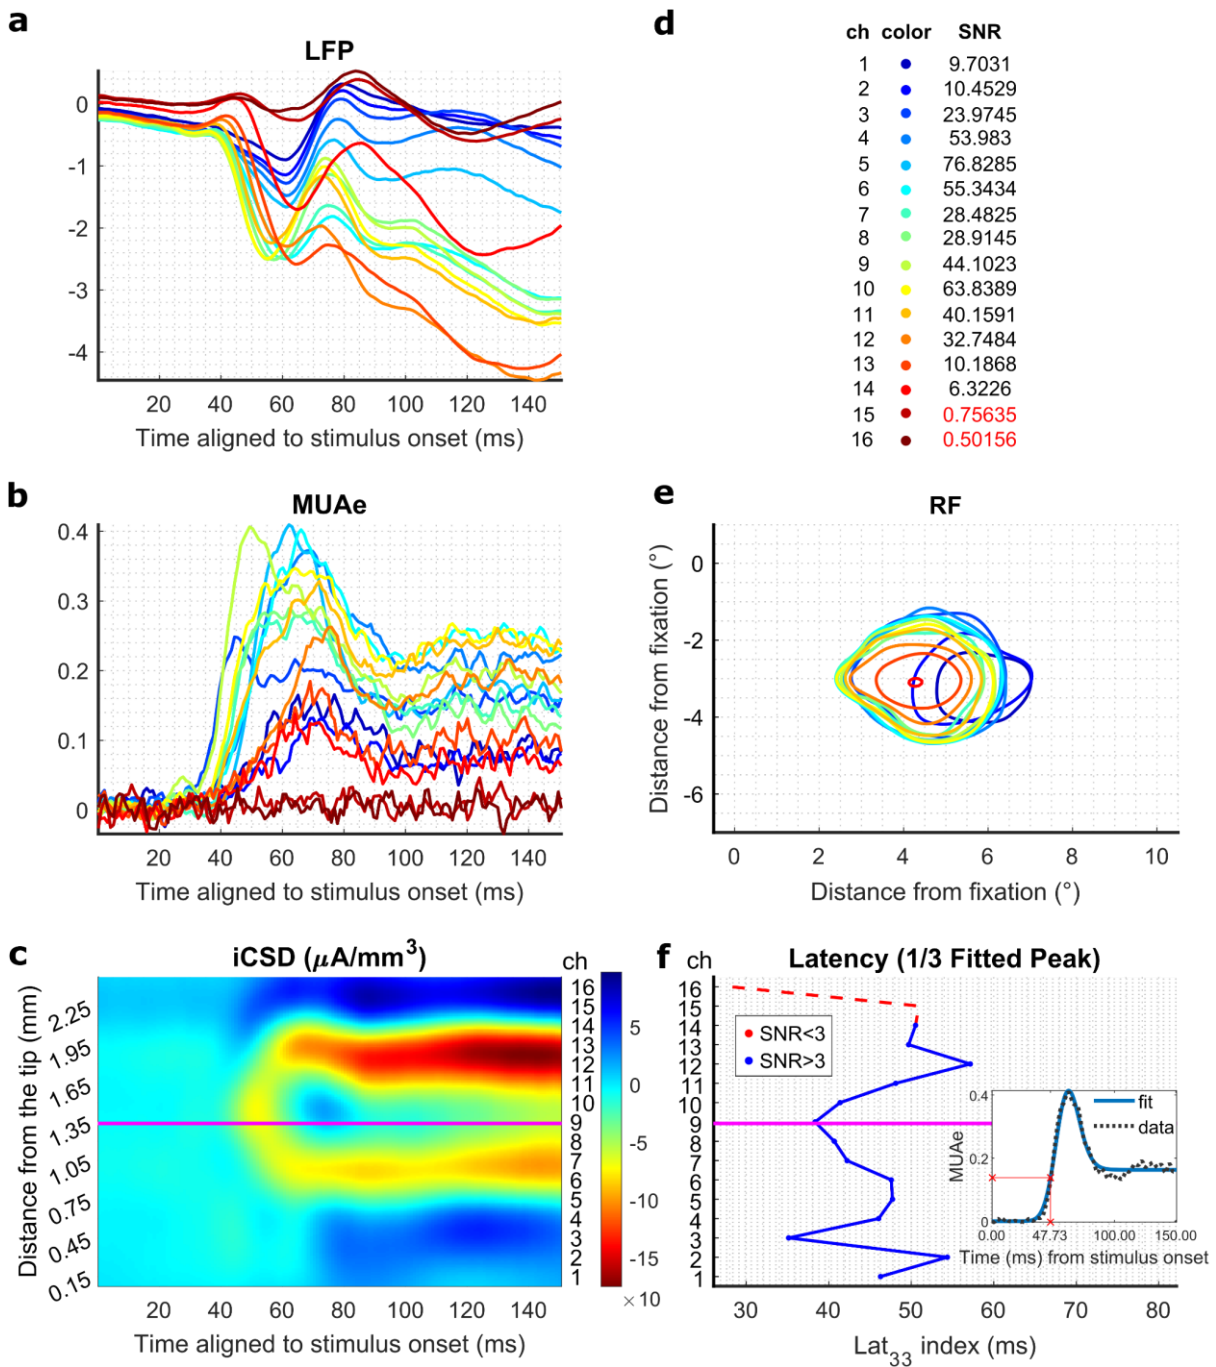 a
LFP
0
-1
-2
-3
-4
20 40 60 80 100 120 140
Time aligned to stimulus onset (ms)
b
MUAe
0.4
0.3
0.2
0.1
0
20 40 60 80 100 120 140
Time aligned to stimulus onset (ms)
c
iCSD (μA/mm³)
ch
Distance from the tip (mm)
2.25
1.95
1.65
1.35
1.05
0.75
0.45
0.15
16
15
14
13
12
11
10
9
8
7
6
5
4
3
2
1
5
0
-5
-10
-15
× 10
20 40 60 80 100 120 140
Time aligned to stimulus onset (ms)
d
ch color SNR
1 9.7031
2 10.4529
3 23.9745
4 53.983
5 76.8285
6 55.3434
7 28.4825
8 28.9145
9 44.1023
10 63.8389
11 40.1591
12 32.7484
13 10.1868
14 6.3226
15 0.75635
16 0.50156
e
RF
Distance from fixation (°)
0
-2
-4
-6
0 2 4 6 8 10
Distance from fixation (°)
f
ch
Latency (1/3 Fitted Peak)
16
15
14
13
12
11
10
9
8
7
6
5
4
3
2
1
SNR<3
SNR>3
MUAe
0.4
0.2
0
fit
data
0.00 47.73 100.00 150.00
Time (ms) from stimulus onset
30 40 50 60 70 80
Lat₃₃ index (ms)